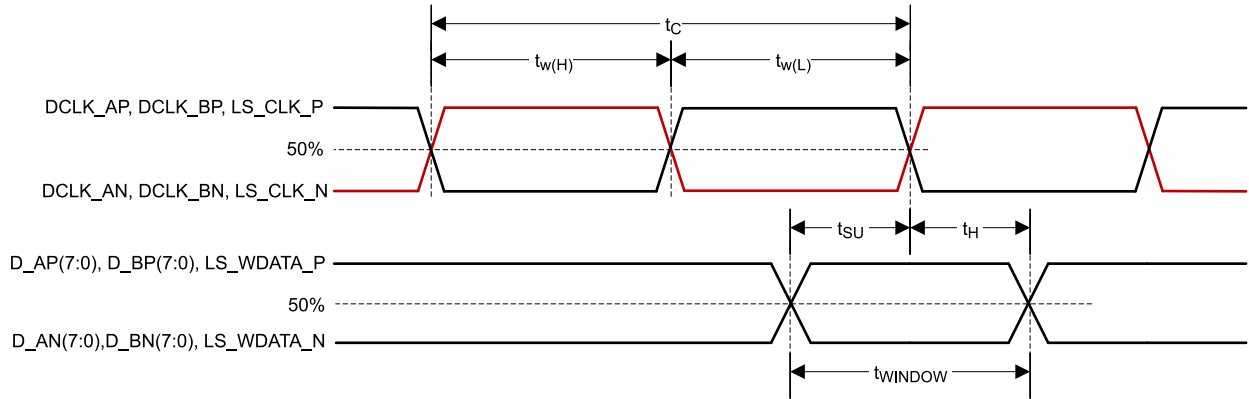 tC
tw(H)
tw(L)
DCLK_AP, DCLK_BP, LS_CLK_P
50%
DCLK_AN, DCLK_BN, LS_CLK_N
tSU
tH
D_AP(7:0), D_BP(7:0), LS_WDATA_P
50%
D_AN(7:0),D_BN(7:0), LS_WDATA_N
tWINDOW